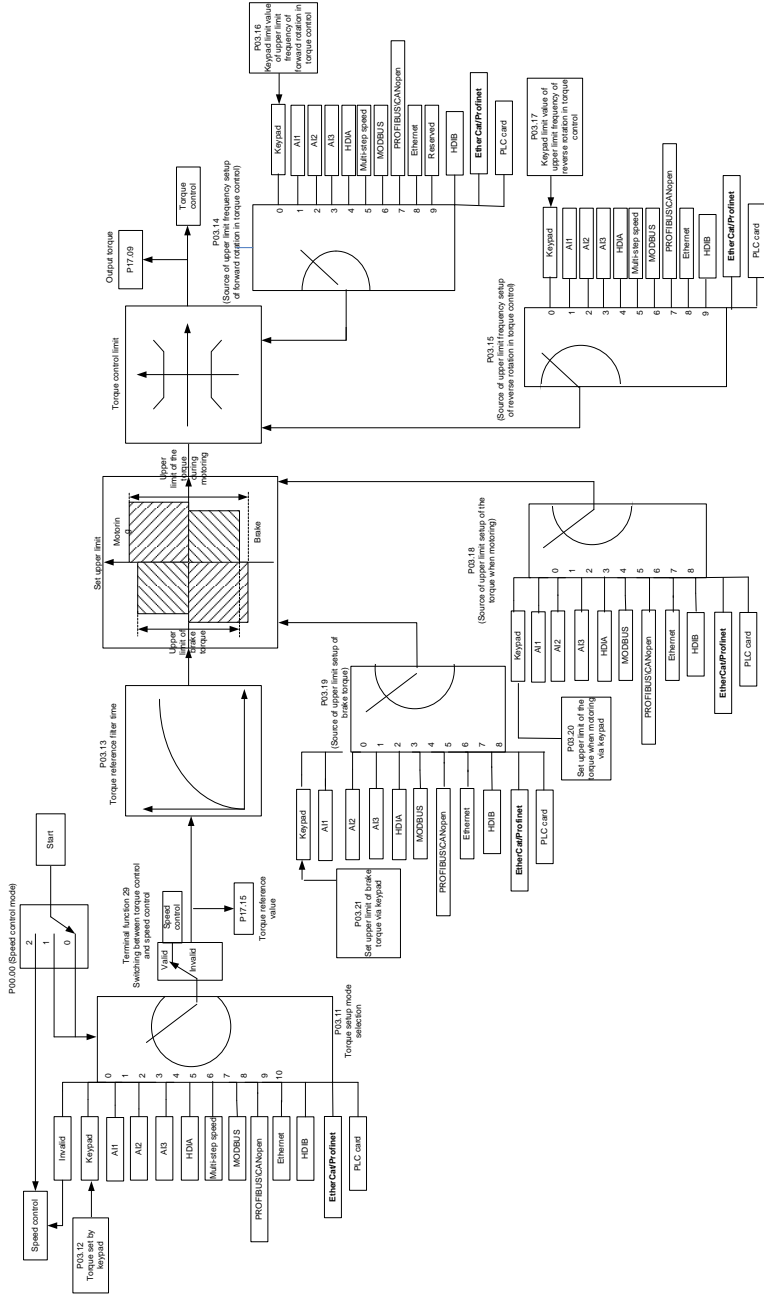 P00.00 (Speed control mode)
2
1
0
Start
Speed control
P03.12
Torque set by
keypad
Invalid
Keypad
AI1
AI2
AI3
HDIA
Multi-step speed
MODBUS
PROFIBUS\CANopen
Ethernet
HDIB
EtherCat/Profinet
PLC card
0
1
2
3
4
5
6
7
8
9
10
P03.11
Torque setup mode
selection
Terminal function 29
Switching between torque control
and speed control
Valid
Invalid
Speed
control
P17.15
Torque reference
value
P03.13
Torque reference filter time
Set upper limit
Motorin
g
Brake
Upper
limit of
brake
torque
Upper
limit of the
torque
during
motoring
Torque control limit
Output torque
P17.09
Torque
control
P03.21
Set upper limit of brake
torque via keypad
Keypad
AI1
AI2
AI3
HDIA
MODBUS
PROFIBUS\CANopen
Ethernet
HDIB
EtherCat/Profinet
PLC card
0
1
2
3
4
5
6
7
8
P03.19
(Source of upper limit setup of
brake torque)
P03.20
Set upper limit of the
torque when motoring
via keypad
Keypad
AI1
AI2
AI3
HDIA
MODBUS
PROFIBUS\CANopen
Ethernet
HDIB
EtherCat/Profinet
PLC card
0
1
2
3
4
5
6
7
8
P03.18
(Source of upper limit setup of the
torque when motoring)
P03.14
(Source of upper limit frequency setup
of forward rotation in torque control)
0
1
2
3
4
5
6
7
8
9
Keypad
AI1
AI2
AI3
HDIA
Multi-step speed
MODBUS
PROFIBUS\CANopen
Ethernet
Reserved
HDIB
EtherCat/Profinet
PLC card
P03.16
Keypad limit value
of upper limit
frequency of
forward rotation in
torque control
P03.15
(Source of upper limit frequency setup
of reverse rotation in torque control)
0
1
2
3
4
5
6
7
8
9
Keypad
AI1
AI2
AI3
HDIA
Multi-step speed
MODBUS
PROFIBUS\CANopen
Ethernet
HDIB
EtherCat/Profinet
PLC card
P03.17
Keypad limit value of
upper limit frequency of
reverse rotation in torque
control